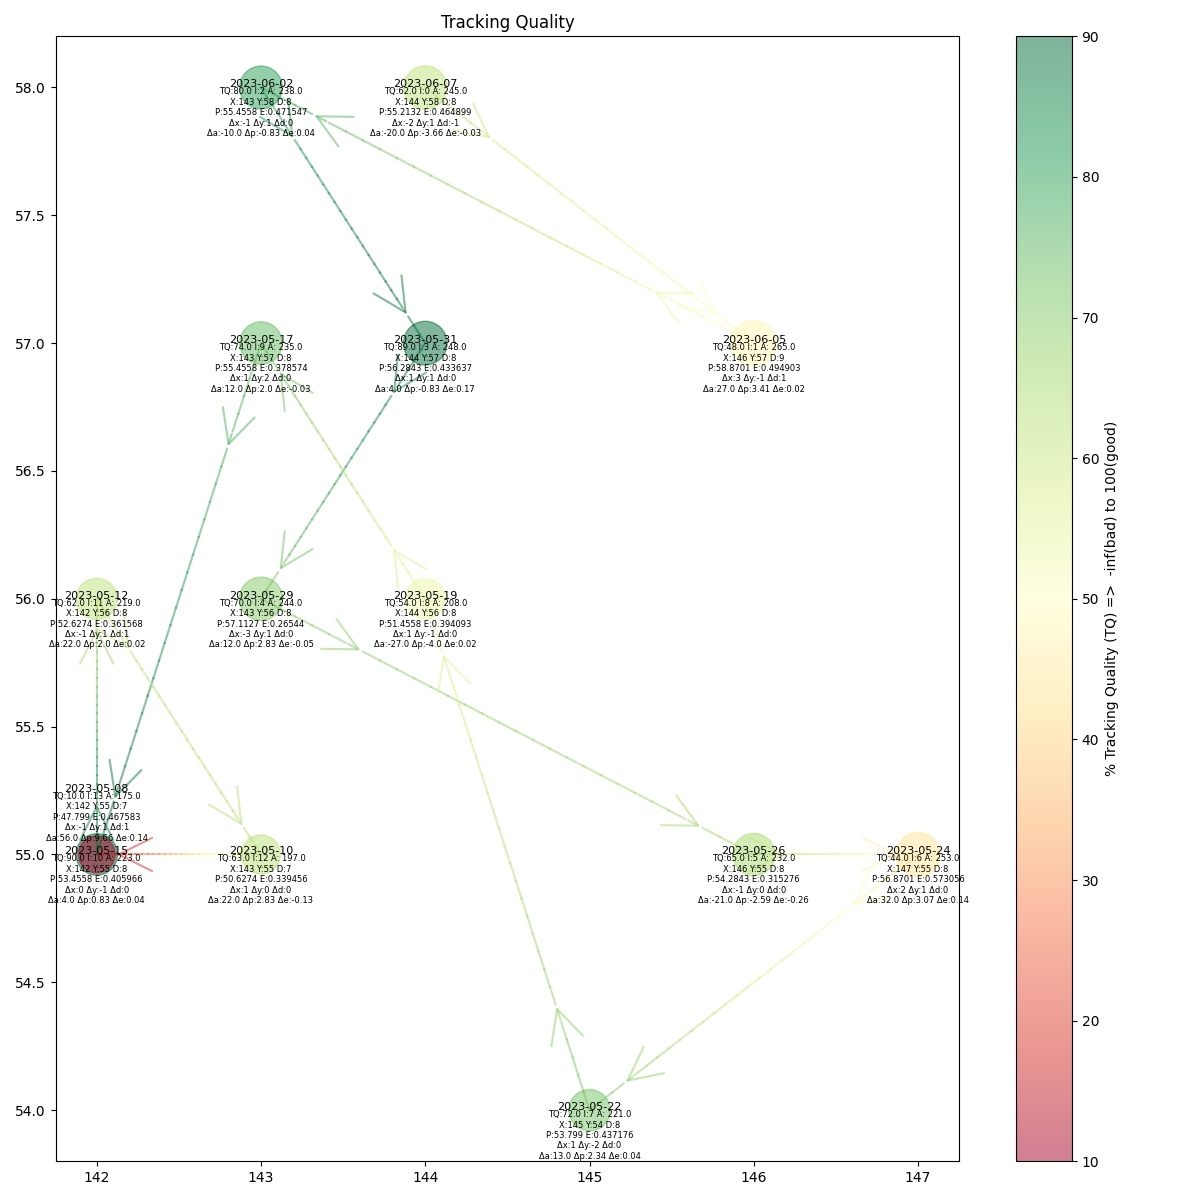 Tracking Quality
58.0
57.5
57.0
56.5
56.0
55.5
55.0
54.5
54.0
142
143
144
145
146
147
2023-06-02
TQ:80.0 I:2 A: 238.0
X:143 Y:58 D:8
P:55.4558 E:0.471547
Δx:-1 Δy:1 Δd:0
Δa:-10.0 Δp:-0.83 Δe:0.04
2023-06-07
TQ:62.0 I:0 A: 245.0
X:144 Y:58 D:8
P:55.2132 E:0.464899
Δx:-2 Δy:1 Δd:-1
Δa:-20.0 Δp:-3.66 Δe:-0.03
2023-05-17
TQ:74.0 I:9 A: 235.0
X:143 Y:57 D:8
P:55.4558 E:0.378574
Δx:1 Δy:2 Δd:0
Δa:12.0 Δp:2.0 Δe:-0.03
2023-05-31
TQ:89.0 I:3 A: 248.0
X:144 Y:57 D:8
P:56.2843 E:0.433637
Δx:1 Δy:1 Δd:0
Δa:4.0 Δp:-0.83 Δe:0.17
2023-06-05
TQ:48.0 I:1 A: 265.0
X:146 Y:57 D:9
P:58.8701 E:0.494903
Δx:3 Δy:-1 Δd:1
Δa:27.0 Δp:3.41 Δe:0.02
2023-05-12
TQ:62.0 I:11 A: 219.0
X:142 Y:56 D:8
P:52.6274 E:0.361568
Δx:-1 Δy:1 Δd:1
Δa:22.0 Δp:2.0 Δe:0.02
2023-05-29
TQ:70.0 I:4 A: 244.0
X:143 Y:56 D:8
P:57.1127 E:0.26544
Δx:-3 Δy:1 Δd:0
Δa:12.0 Δp:2.83 Δe:-0.05
2023-05-19
TQ:54.0 I:8 A: 208.0
X:144 Y:56 D:8
P:51.4558 E:0.394093
Δx:1 Δy:-1 Δd:0
Δa:-27.0 Δp:-4.0 Δe:0.02
2023-05-08
TQ:10.0 I:13 A: 175.0
X:142 Y:55 D:7
P:47.799 E:0.467583
Δx:-1 Δy:1 Δd:1
Δa:56.0 Δp:9.66 Δe:0.14
2023-05-15
TQ:90.0 I:10 A: 223.0
X:142 Y:55 D:8
P:53.4558 E:0.405966
Δx:0 Δy:-1 Δd:0
Δa:4.0 Δp:0.83 Δe:0.04
2023-05-10
TQ:63.0 I:12 A: 197.0
X:143 Y:55 D:7
P:50.6274 E:0.339456
Δx:1 Δy:0 Δd:0
Δa:22.0 Δp:2.83 Δe:-0.13
2023-05-26
TQ:65.0 I:5 A: 232.0
X:146 Y:55 D:8
P:54.2843 E:0.315276
Δx:-1 Δy:0 Δd:0
Δa:-21.0 Δp:-2.59 Δe:-0.26
2023-05-24
TQ:44.0 I:6 A: 253.0
X:147 Y:55 D:8
P:56.8701 E:0.573056
Δx:2 Δy:1 Δd:0
Δa:32.0 Δp:3.07 Δe:0.14
2023-05-22
TQ:72.0 I:7 A: 221.0
X:145 Y:54 D:8
P:53.799 E:0.437176
Δx:1 Δy:-2 Δd:0
Δa:13.0 Δp:2.34 Δe:0.04
90
80
70
60
50
40
30
20
10
% Tracking Quality (TQ) => -inf(bad) to 100(good)